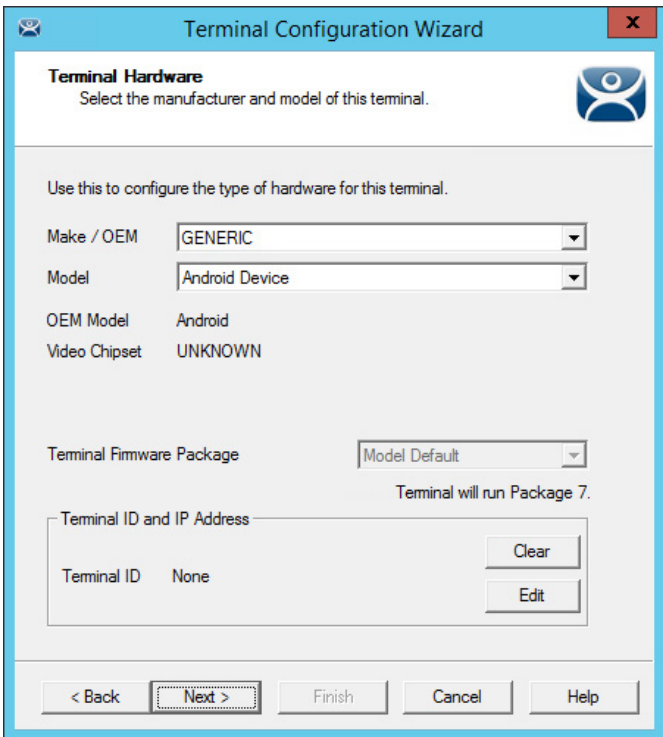 Terminal Configuration Wizard
x
Terminal Hardware
Select the manufacturer and model of this terminal.
Use this to configure the type of hardware for this terminal.
Make / OEM GENERIC
Model Android Device
OEM Model Android
Video Chipset UNKNOWN
Terminal Firmware Package Model Default
Terminal will run Package 7.
Terminal ID and IP Address
Clear
Terminal ID None
Edit
< Back Next > Finish Cancel Help